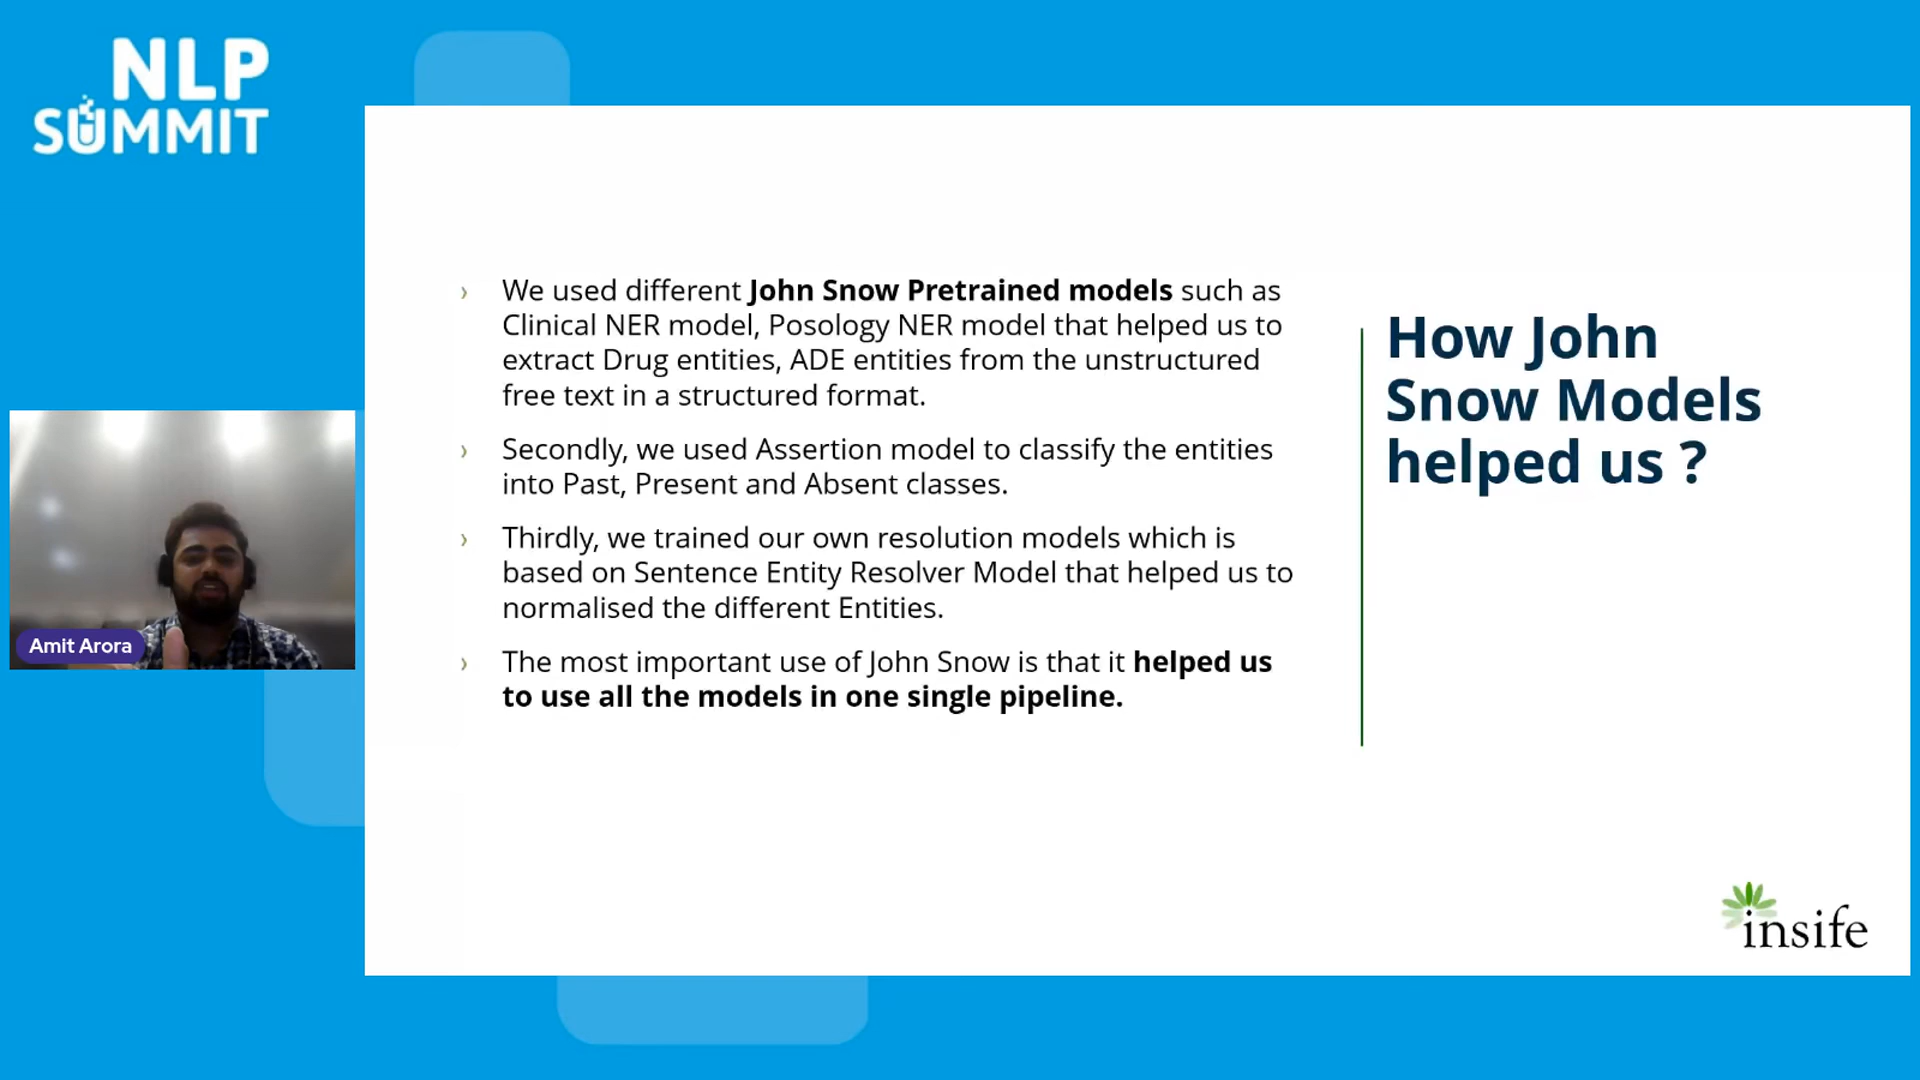 NLP
SUMMIT
We used different John Snow Pretrained models such as
Clinical NER model, Posology NER model that helped us to
extract Drug entities, ADE entities from the unstructured
free text in a structured format.
Secondly, we used Assertion model to classify the entities
into Past, Present and Absent classes.
Thirdly, we trained our own resolution models which is
based on Sentence Entity Resolver Model that helped us to
normalised the different Entities.
The most important use of John Snow is that it helped us
to use all the models in one single pipeline.
How John
Snow Models
helped us ?
Amit Arora
insife